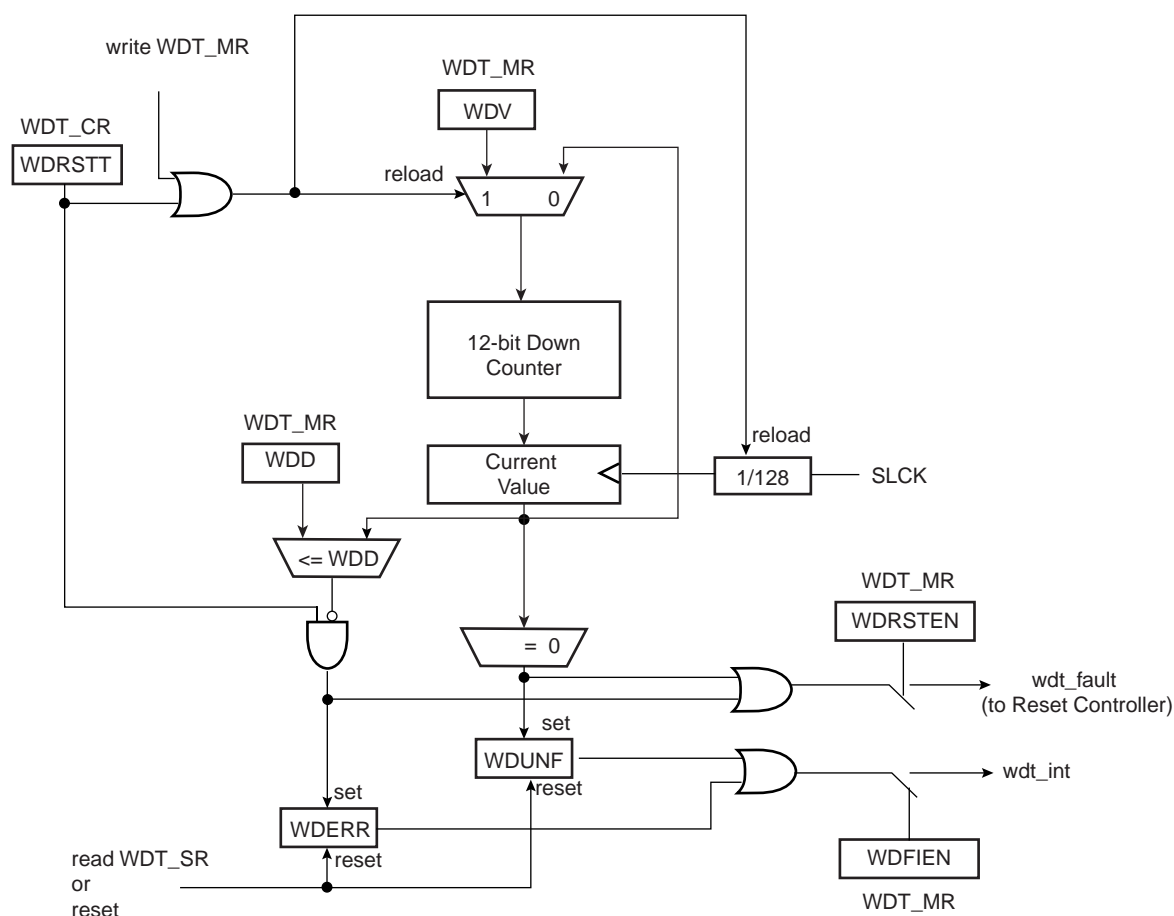 write WDT_MR
WDT_MR
WDV
WDT_CR
WDRSTT
reload
1 0
12-bit Down
Counter
WDT_MR
WDD
reload
Current
Value
1/128
SLCK
<= WDD
WDT_MR
WDRSTEN
= 0
wdt_fault
(to Reset Controller)
set
WDUNF
reset
wdt_int
set
WDERR
reset
read WDT_SR
or
reset
WDFIEN
WDT_MR